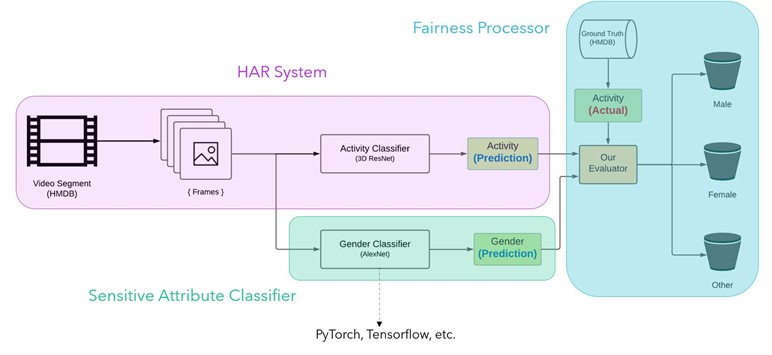 Fairness Processor
HAR System
Ground Truth
(HMDB)
Activity
(Actual)
Male
Video Segment
(HMDB)
{ Frames }
Activity Classifier
(3D ResNet)
Activity
(Prediction)
Our
Evaluator
Female
Gender Classifier
(AlexNet)
Gender
(Prediction)
Other
Sensitive Attribute Classifier
PyTorch, Tensorflow, etc.